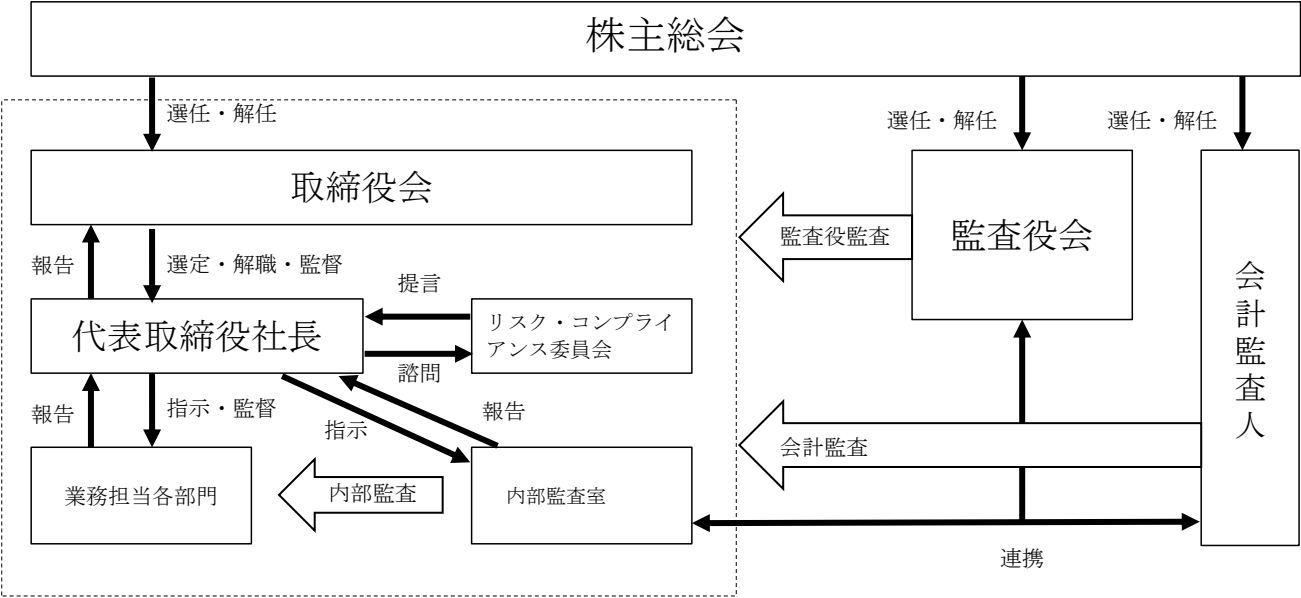 株主総会
選任・解任
選任・解任
選任・解任
取締役会
監査役会
監査役監査
会計監査人
報告
選定・解職・監督
提言
代表取締役社長
リスク・コンプライ
アンス委員会
諮問
報告
指示・監督
指示
報告
会計監査
業務担当各部門
内部監査
内部監査室
連携